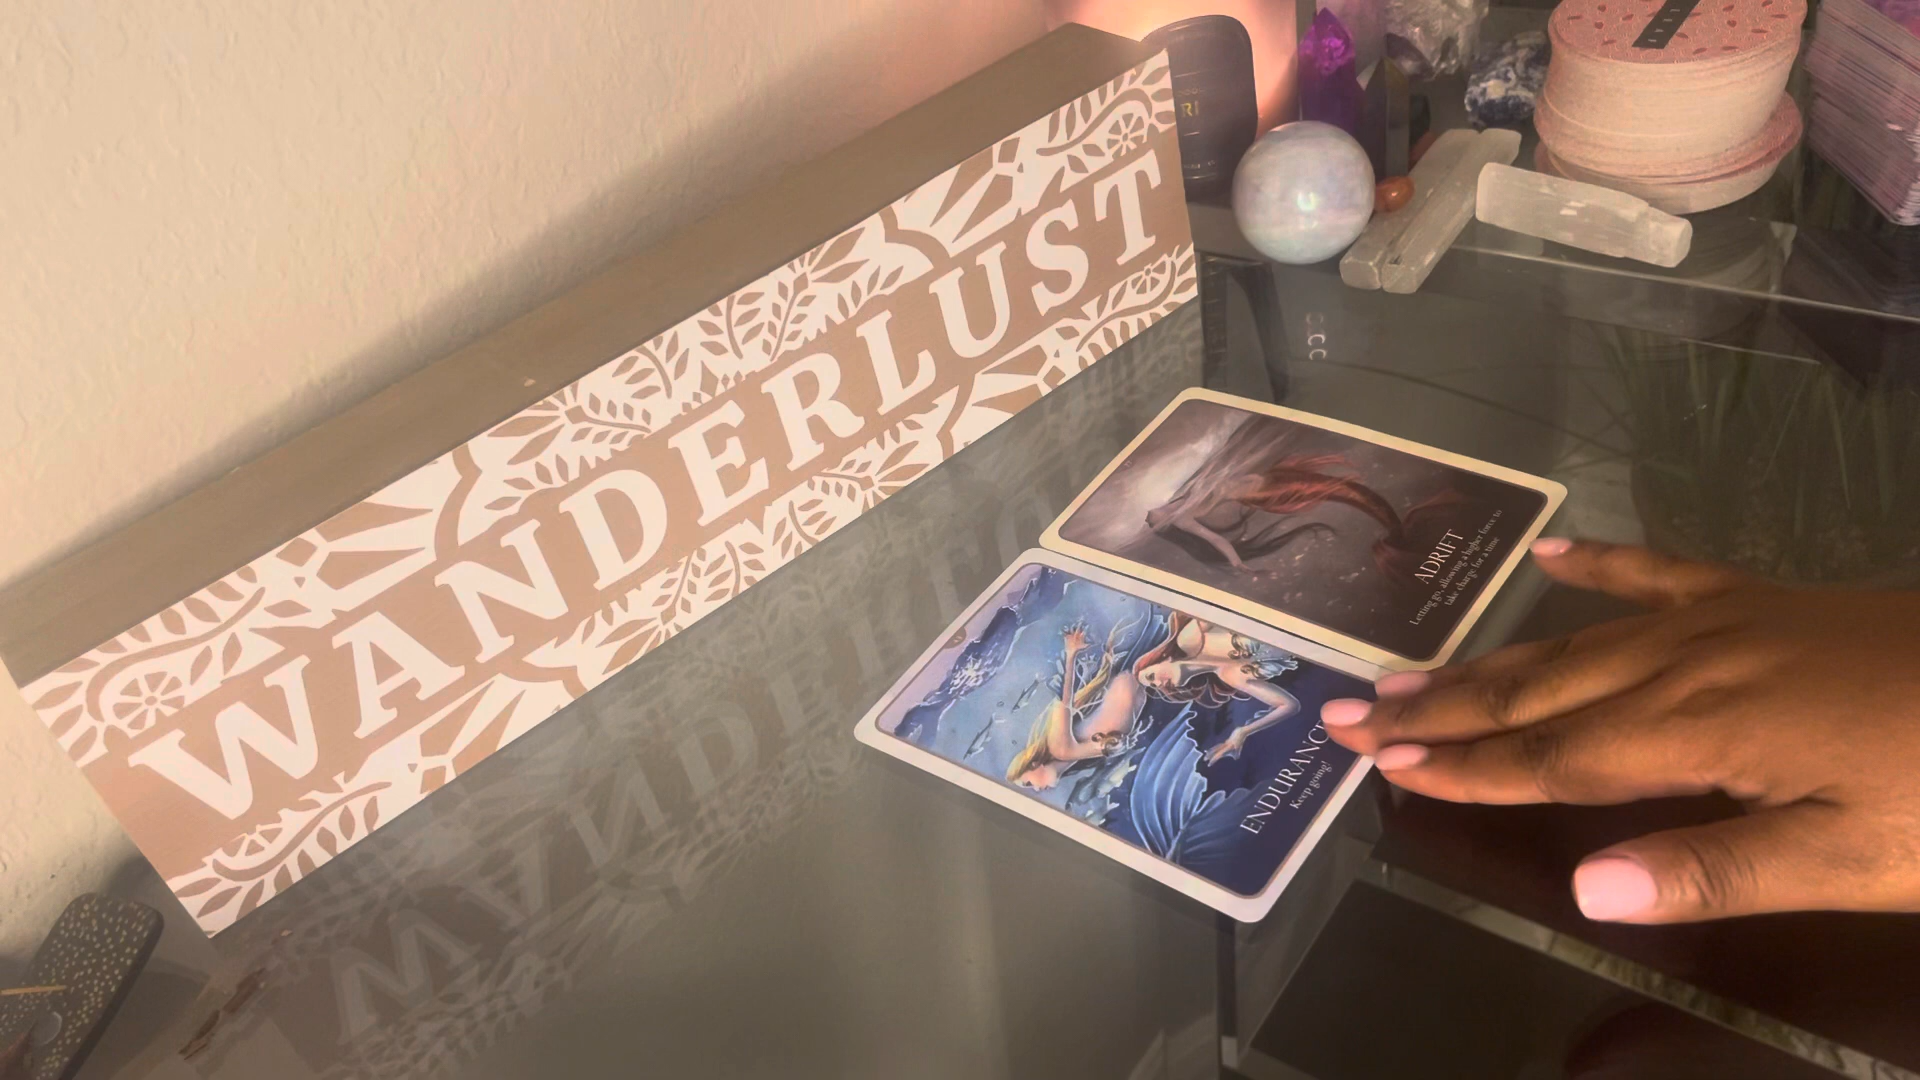 WANDERLUST
ADRIFT
Letting go, allowing a higher force to
take charge for a time
ENDURANCE
Keep going!